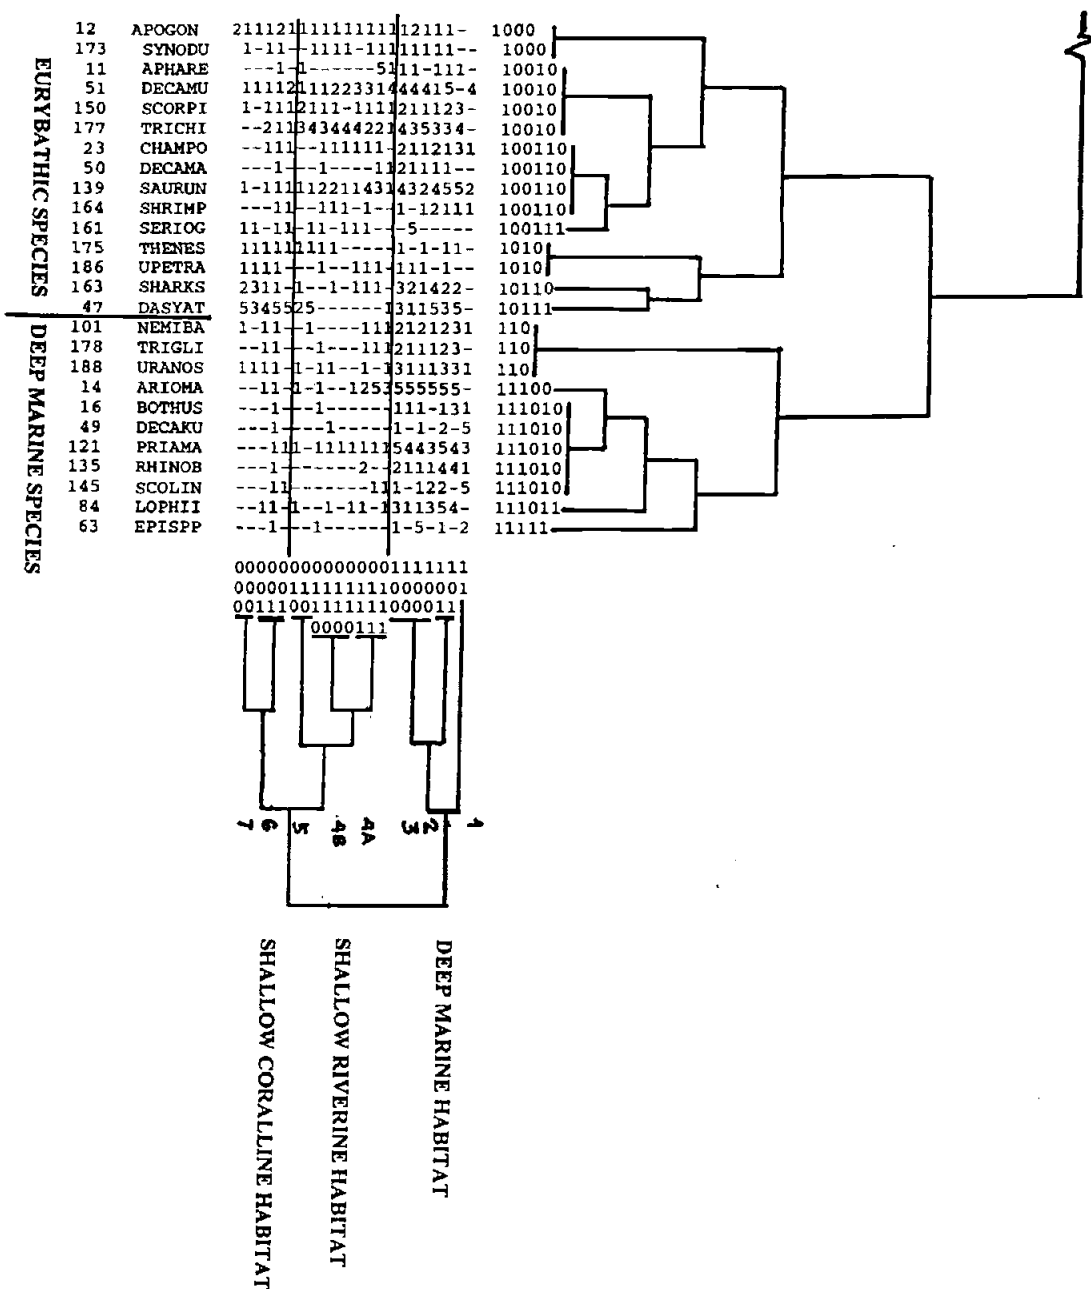 EURYBATHIC SPECIES
DEEP MARINE SPECIES
12 APOGON 211112111111111112111- 1000
173 SYNODU 1-11--1111-11111111-- 1000
11 APHARE ---1-1------5111-111- 10010
51 DECAMU 1111211122331444415-4 10010
150 SCORPI 1-1112111-11111211123- 10010
177 TRICHI --211343444221435334- 10010
23 CHAMPO --111--111111-2112131 100110
50 DECAMA ---1--1----1121111-- 100110
139 SAURUN 1-11111221143143245​52 100110
164 SHRIMP ---11--111-1--1-12111 100110
161 SERIOG 11-11-11-111---5----- 100111
175 THENES 111111111-----1-1-11- 1010
186 UPETRA 1111---1--111-111-1-- 1010
163 SHARKS 2311-1--1-111-321422- 10110
47 DASYAT 5345525------1311535- 10111
101 NEMIBA 1-11--1----1112121231 110
178 TRIGLI --11---1---111211123- 110
188 URANOS 1111-1-11--1-13111331 110
14 ARIOMA --11-1-1--1253555555- 11100
16 BOTHUS ---1---1------111-131 111010
49 DECAKU ---1----1-----1-1-2-5 111010
121 PRIAMA ---111-11111115443543 111010
135 RHINOB ---1-------2--2111441 111010
145 SCOLIN ---11-------111-122-5 111010
84 LOPHII --11-1--1-11-1311354- 111011
63 EPISPP ---1---1------1-5-1-2 11111
000000000000001111111
000001111111110000001
00111001111111000011
0000111
7 6 5 4B 4A 3 2 1
SHALLOW CORALLINE HABITAT
SHALLOW RIVERINE HABITAT
DEEP MARINE HABITAT